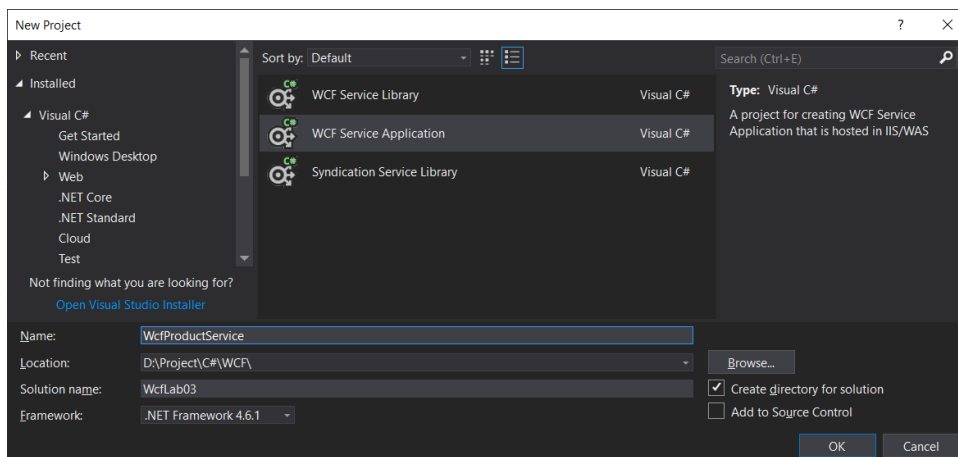 New Project
?
Recent
Installed
Visual C#
Get Started
Windows Desktop
Web
.NET Core
.NET Standard
Cloud
Test
Not finding what you are looking for?
Open Visual Studio Installer
Sort by: Default
C# WCF Service Library Visual C#
C# WCF Service Application Visual C#
C# Syndication Service Library Visual C#
Search (Ctrl+E)
Type: Visual C#
A project for creating WCF Service
Application that is hosted in IIS/WAS
Name: WcfProductService
Location: D:\Project\C#\WCF\
Browse...
Solution name: WcfLab03
Create directory for solution
Framework: .NET Framework 4.6.1
Add to Source Control
OK
Cancel